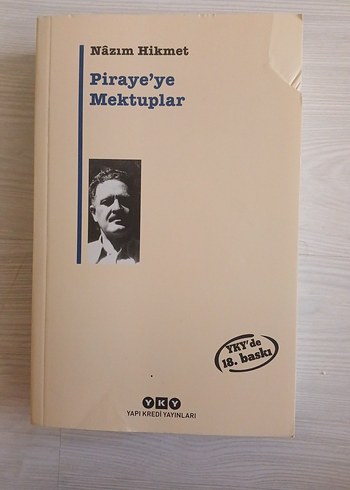 Nâzım Hikmet
Piraye'ye
Mektuplar
YKY'de
18. baskı
YKY
YAPI KREDİ YAYINLARI